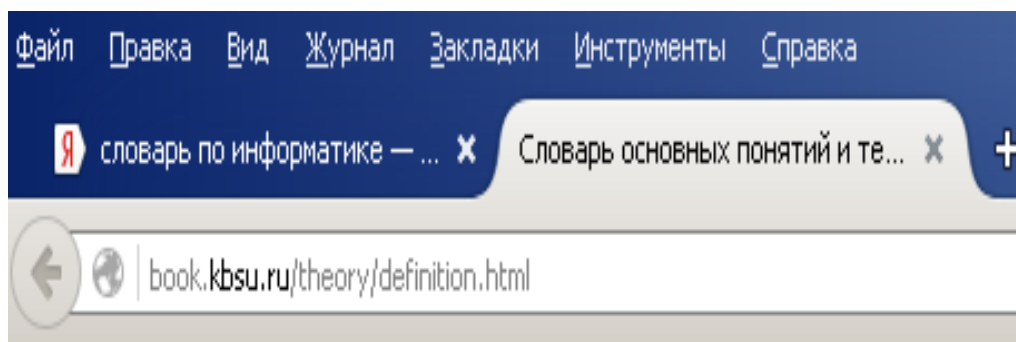 Файл Правка Вид Журнал Закладки Инструменты Справка
Я словарь по информатике — ... Словарь основных понятий и те...
book.kbsu.ru/theory/definition.html